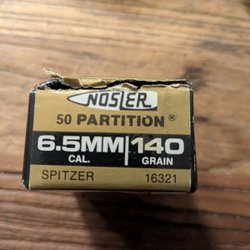 NOSLER
50 PARTITION®
6.5MM 140
CAL. GRAIN
SPITZER 16321